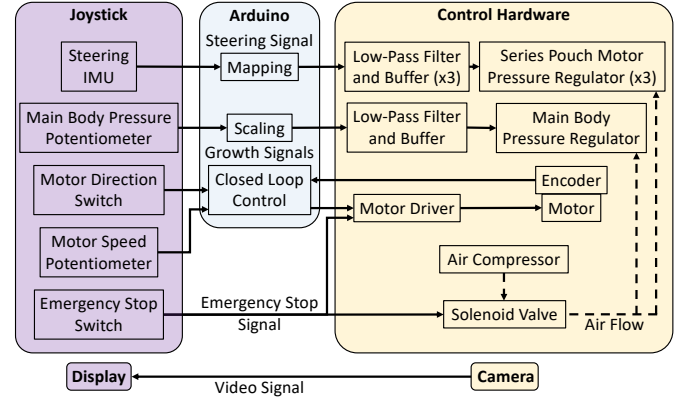 Joystick
Arduino
Control Hardware
Steering Signal
Steering
IMU
Mapping
Low-Pass Filter
and Buffer (x3)
Series Pouch Motor
Pressure Regulator (x3)
Main Body Pressure
Potentiometer
Scaling
Low-Pass Filter
and Buffer
Main Body
Pressure Regulator
Growth Signals
Motor Direction
Switch
Closed Loop
Control
Encoder
Motor Driver
Motor
Motor Speed
Potentiometer
Air Compressor
Emergency Stop
Switch
Emergency Stop
Signal
Solenoid Valve
Air Flow
Display
Video Signal
Camera